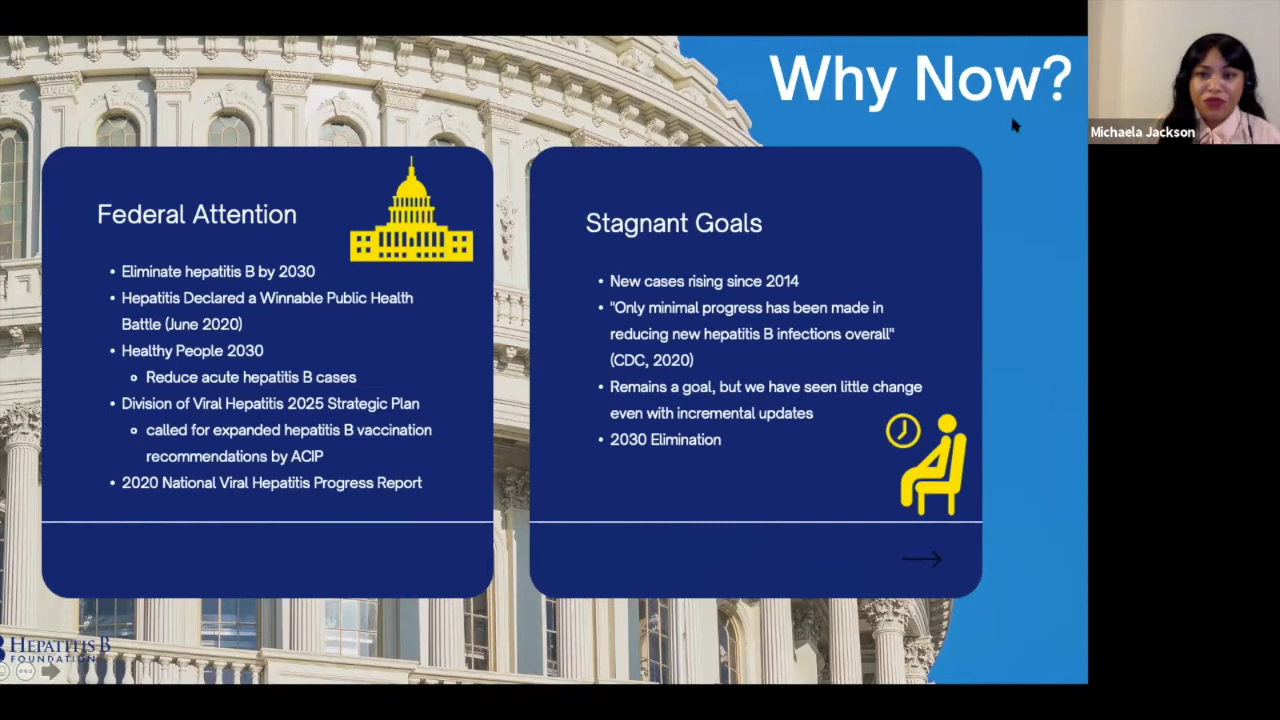 Why Now?
Michaela Jackson
Federal Attention
• Eliminate hepatitis B by 2030
• Hepatitis Declared a Winnable Public Health
Battle (June 2020)
• Healthy People 2030
Reduce acute hepatitis B cases
• Division of Viral Hepatitis 2025 Strategic Plan
called for expanded hepatitis B vaccination
recommendations by ACIP
• 2020 National Viral Hepatitis Progress Report
Stagnant Goals
• New cases rising since 2014
• "Only minimal progress has been made in
reducing new hepatitis B infections overall"
(CDC, 2020)
• Remains a goal, but we have seen little change
even with incremental updates
• 2030 Elimination
HEPATITIS B
FOUNDATION